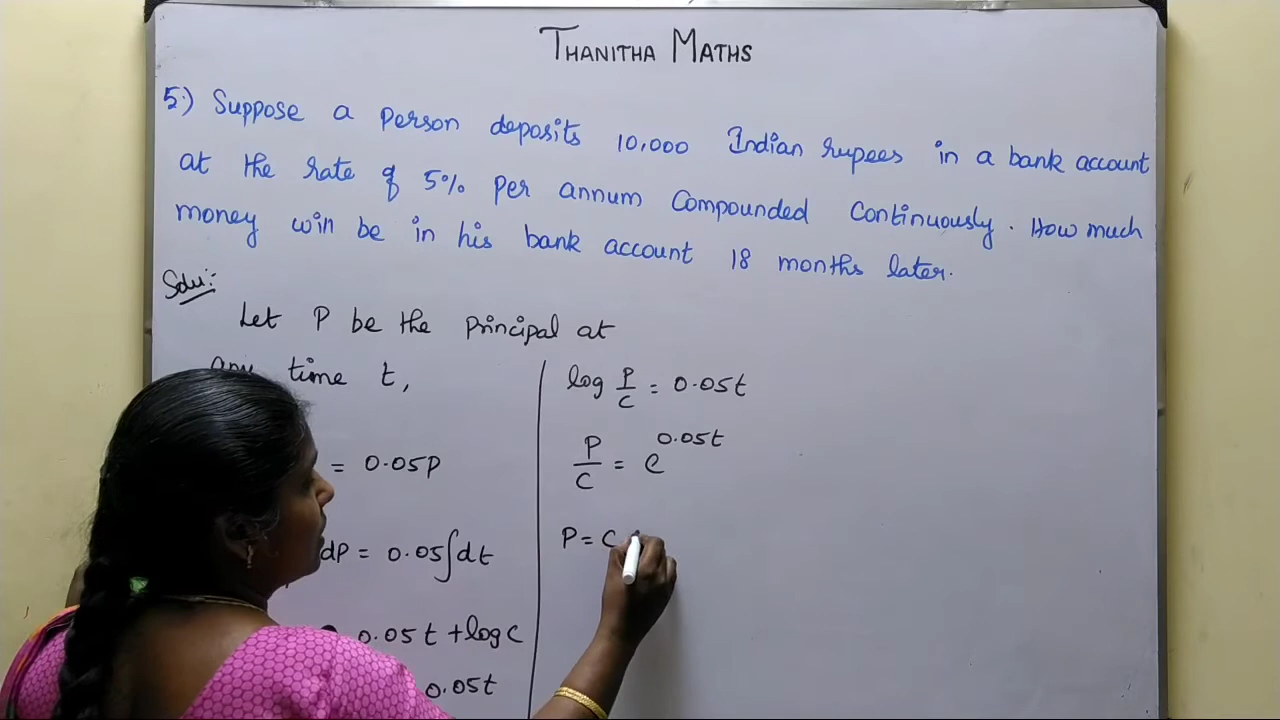 THANITHA MATHS
5.) Suppose a person deposits 10,000 Indian rupees in a bank account
at the rate of 5% per annum compounded continuously. How much
money will be in his bank account 18 months later.
Solu:-
Let P be the principal at
any time t,
= 0.05P
dP = 0.05∫dt
0.05t + log C
0.05t
log P/C = 0.05t
P/C = e^0.05t
P = C